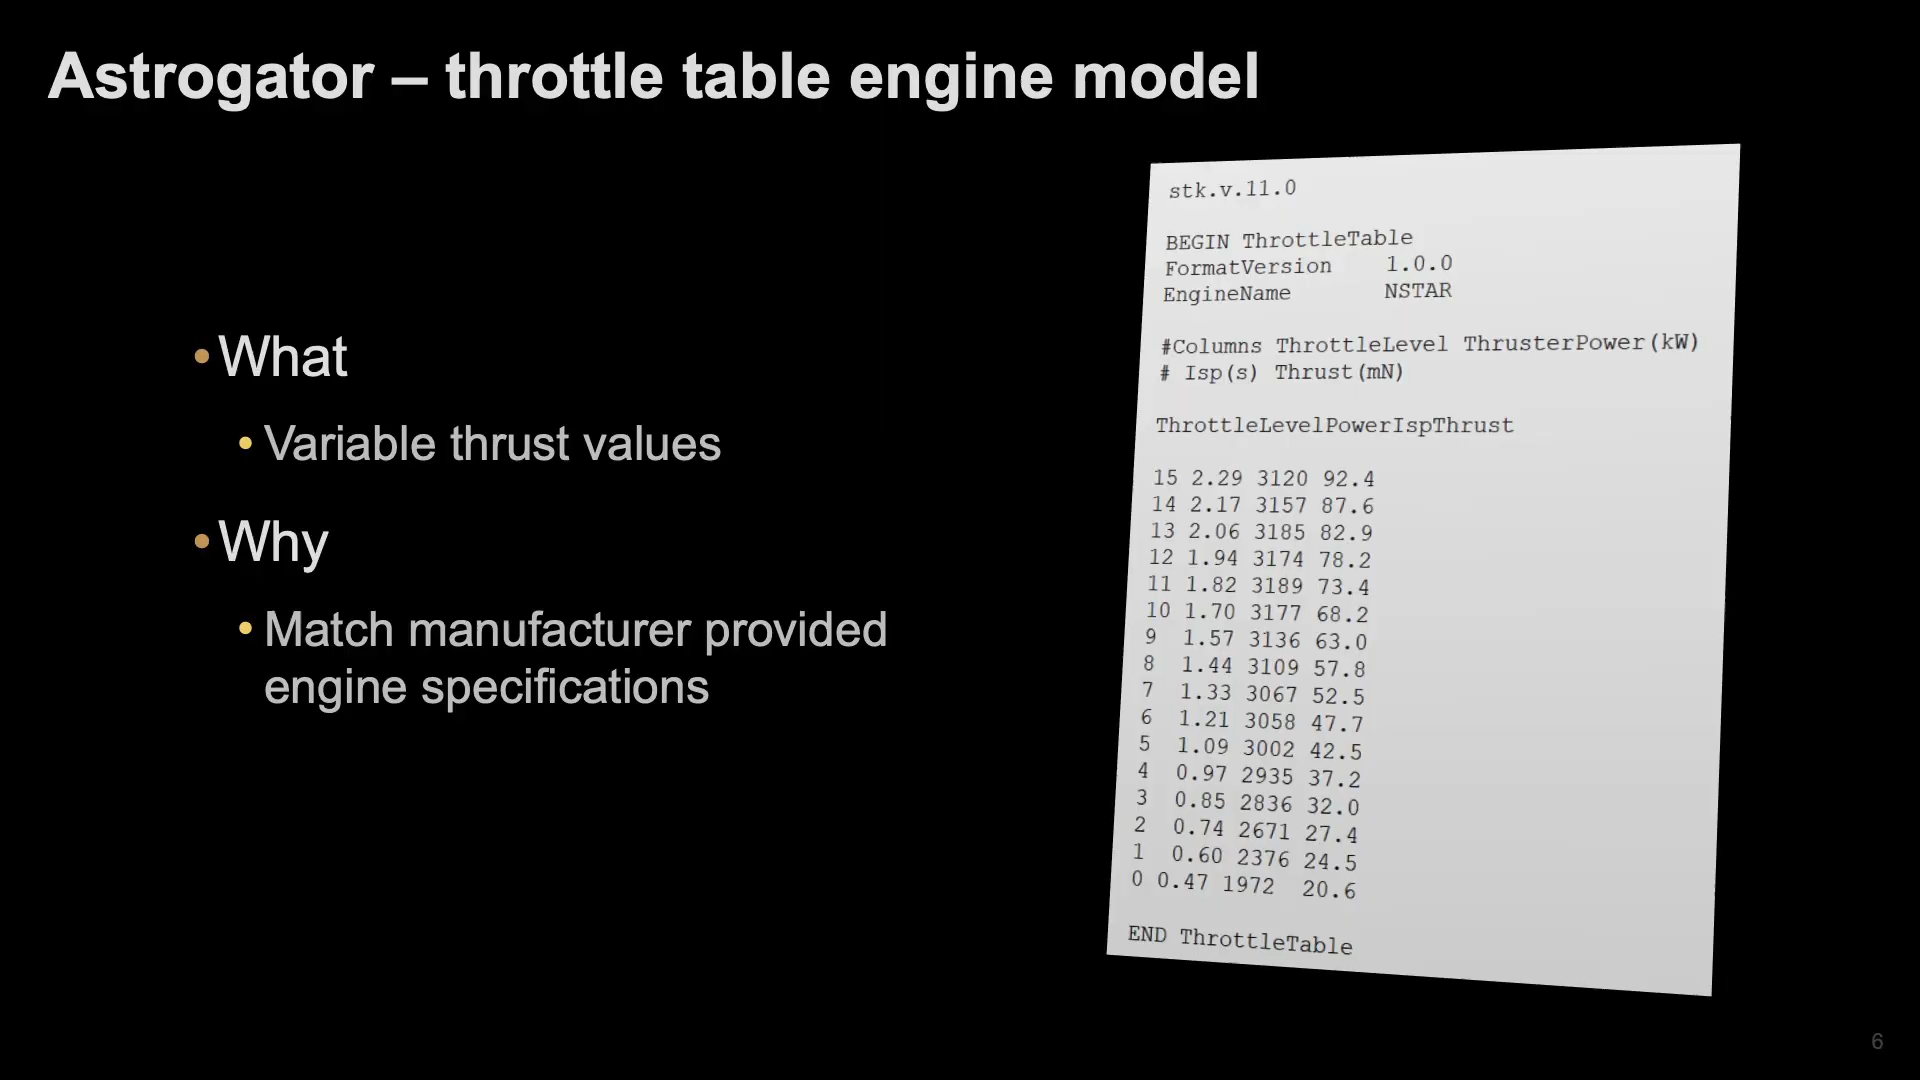 Astrogator – throttle table engine model
•What
•Variable thrust values
•Why
•Match manufacturer provided
engine specifications
stk.v.11.0
BEGIN ThrottleTable
FormatVersion 1.0.0
EngineName NSTAR
#Columns ThrottleLevel ThrusterPower(kW)
# Isp(s) Thrust(mN)
ThrottleLevelPowerIspThrust
15 2.29 3120 92.4
14 2.17 3157 87.6
13 2.06 3185 82.9
12 1.94 3174 78.2
11 1.82 3189 73.4
10 1.70 3177 68.2
9 1.57 3136 63.0
8 1.44 3109 57.8
7 1.33 3067 52.5
6 1.21 3058 47.7
5 1.09 3002 42.5
4 0.97 2935 37.2
3 0.85 2836 32.0
2 0.74 2671 27.4
1 0.60 2376 24.5
0 0.47 1972 20.6
END ThrottleTable
6